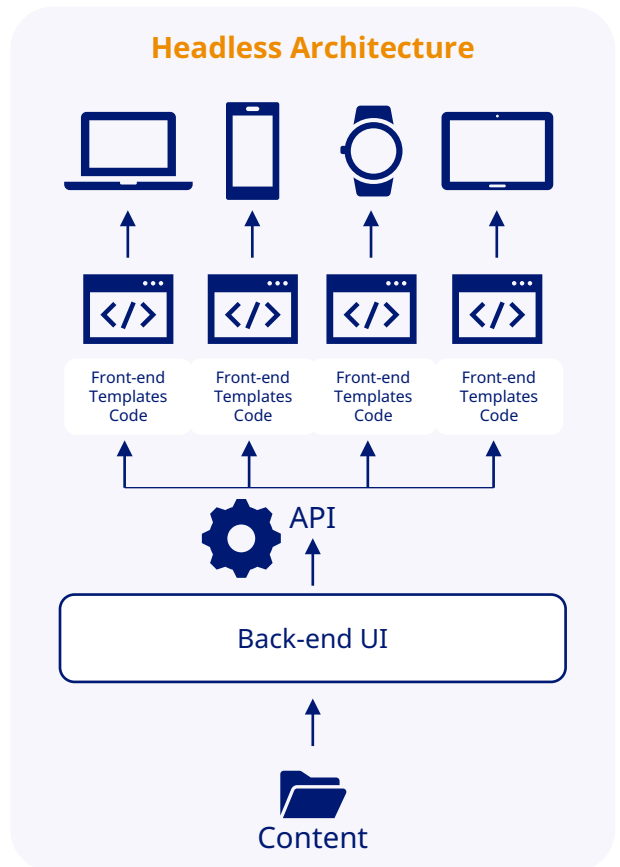 Headless Architecture
Front-end
Templates
Code
Front-end
Templates
Code
Front-end
Templates
Code
Front-end
Templates
Code
API
Back-end UI
Content